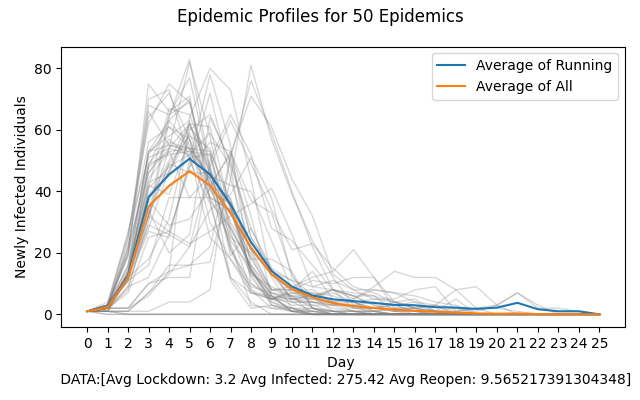 Epidemic Profiles for 50 Epidemics
Average of Running
Average of All
Newly Infected Individuals
80
60
40
20
0
0 1 2 3 4 5 6 7 8 9 10 11 12 13 14 15 16 17 18 19 20 21 22 23 24 25
Day
DATA:[Avg Lockdown: 3.2 Avg Infected: 275.42 Avg Reopen: 9.565217391304348]